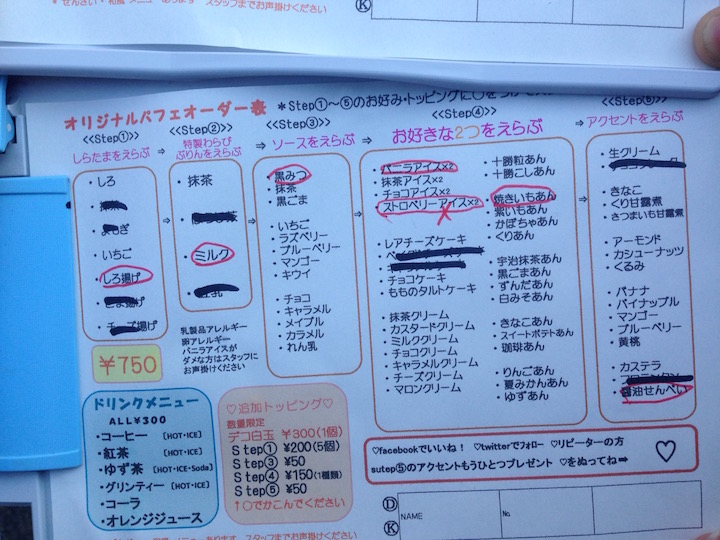 ぜんざい・和風メニューあります スタッフまでお声掛けください
Ⓚ
オリジナルパフェオーダー表
*Step①~⑤のお好み・トッピングに○を
<<Step①>>
しらたまをえらぶ
・しろ
・いちご
・しろ揚げ
¥750
⇒
<<Step②>>
特製わらび
ぷりんをえらぶ
・抹茶
・ミルク
乳製品アレルギー
卵アレルギー
バニラアイスが
ダメな方はスタッフに
お声掛けください
⇒
<<Step③>>
ソースをえらぶ
・黒みつ
・抹茶
・黒ごま
・いちご
・ラズベリー
・ブルーベリー
・マンゴー
・キウイ
・チョコ
・キャラメル
・メイプル
・カラメル
・れん乳
⇒
<<Step④>>
お好きな2つをえらぶ
・バニラアイス×2
・抹茶アイス×2
・チョコアイス×2
・ストロベリーアイス×2
・レアチーズケーキ
・チョコケーキ
・もものタルトケーキ
・抹茶クリーム
・カスタードクリーム
・ミルククリーム
・チョコクリーム
・キャラメルクリーム
・チーズクリーム
・マロンクリーム
・十勝粒あん
・十勝こしあん
・焼きいもあん
・紫いもあん
・かぼちゃあん
・くりあん
・宇治抹茶あん
・黒ごまあん
・ずんだあん
・白みそあん
・きなこあん
・スイートポテトあん
・珈琲あん
・りんごあん
・夏みかんあん
・ゆずあん
⇒
<<Step⑤>>
アクセントをえらぶ
・生クリーム
・きなこ
・くり甘露煮
・さつまいも甘露煮
・アーモンド
・カシューナッツ
・くるみ
・バナナ
・パイナップル
・マンゴー
・ブルーベリー
・黄桃
・カステラ
・醤油せんべい
ドリンクメニュー
ALL¥300
・コーヒー [HOT・ICE]
・紅茶 [HOT・ICE]
・ゆず茶 [HOT・ICE・Soda]
・グリンティー [HOT・ICE]
・コーラ
・オレンジジュース
♡追加トッピング♡
数量限定
デコ白玉 ¥300(1個)
Step① ¥200(5個)
Step③ ¥50
Step④ ¥150(1種類)
Step⑤ ¥50
↑○でかこんでください
♡facebookでいいね! ♡twitterでフォロー ♡リピーターの方
sutep⑤のアクセントもうひとつプレゼント ♡をぬってね⇒ ♡
Ⓓ
Ⓚ
NAME
No